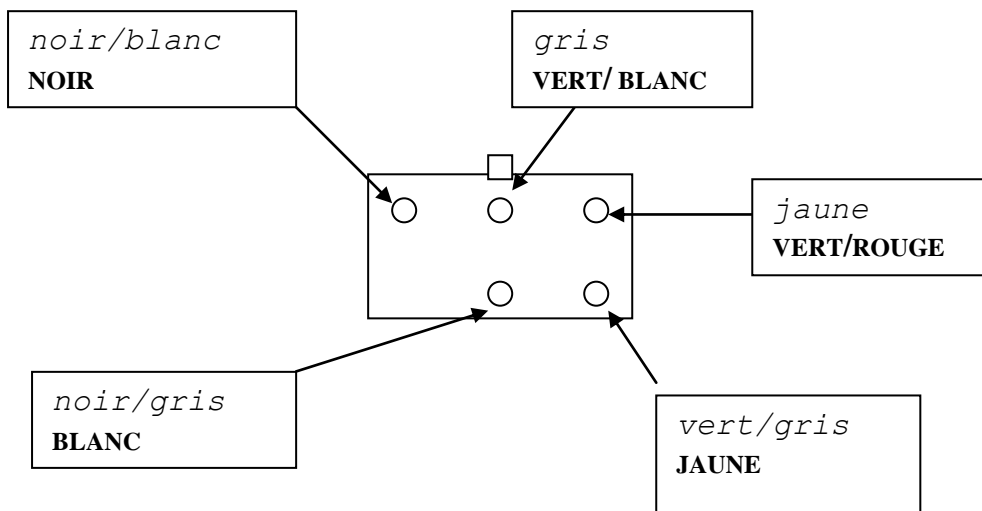 noir/blanc
NOIR
gris
VERT/ BLANC
jaune
VERT/ROUGE
noir/gris
BLANC
vert/gris
JAUNE